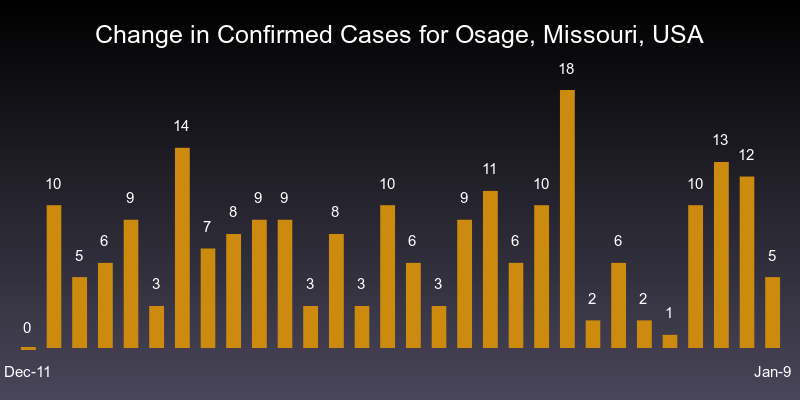 Change in Confirmed Cases for Osage, Missouri, USA
0 10 5 6 9 3 14 7 8 9 9 3 8 3 10 6 3 9 11 6 10 18 2 6 2 1 10 13 12 5
Dec-11 Jan-9